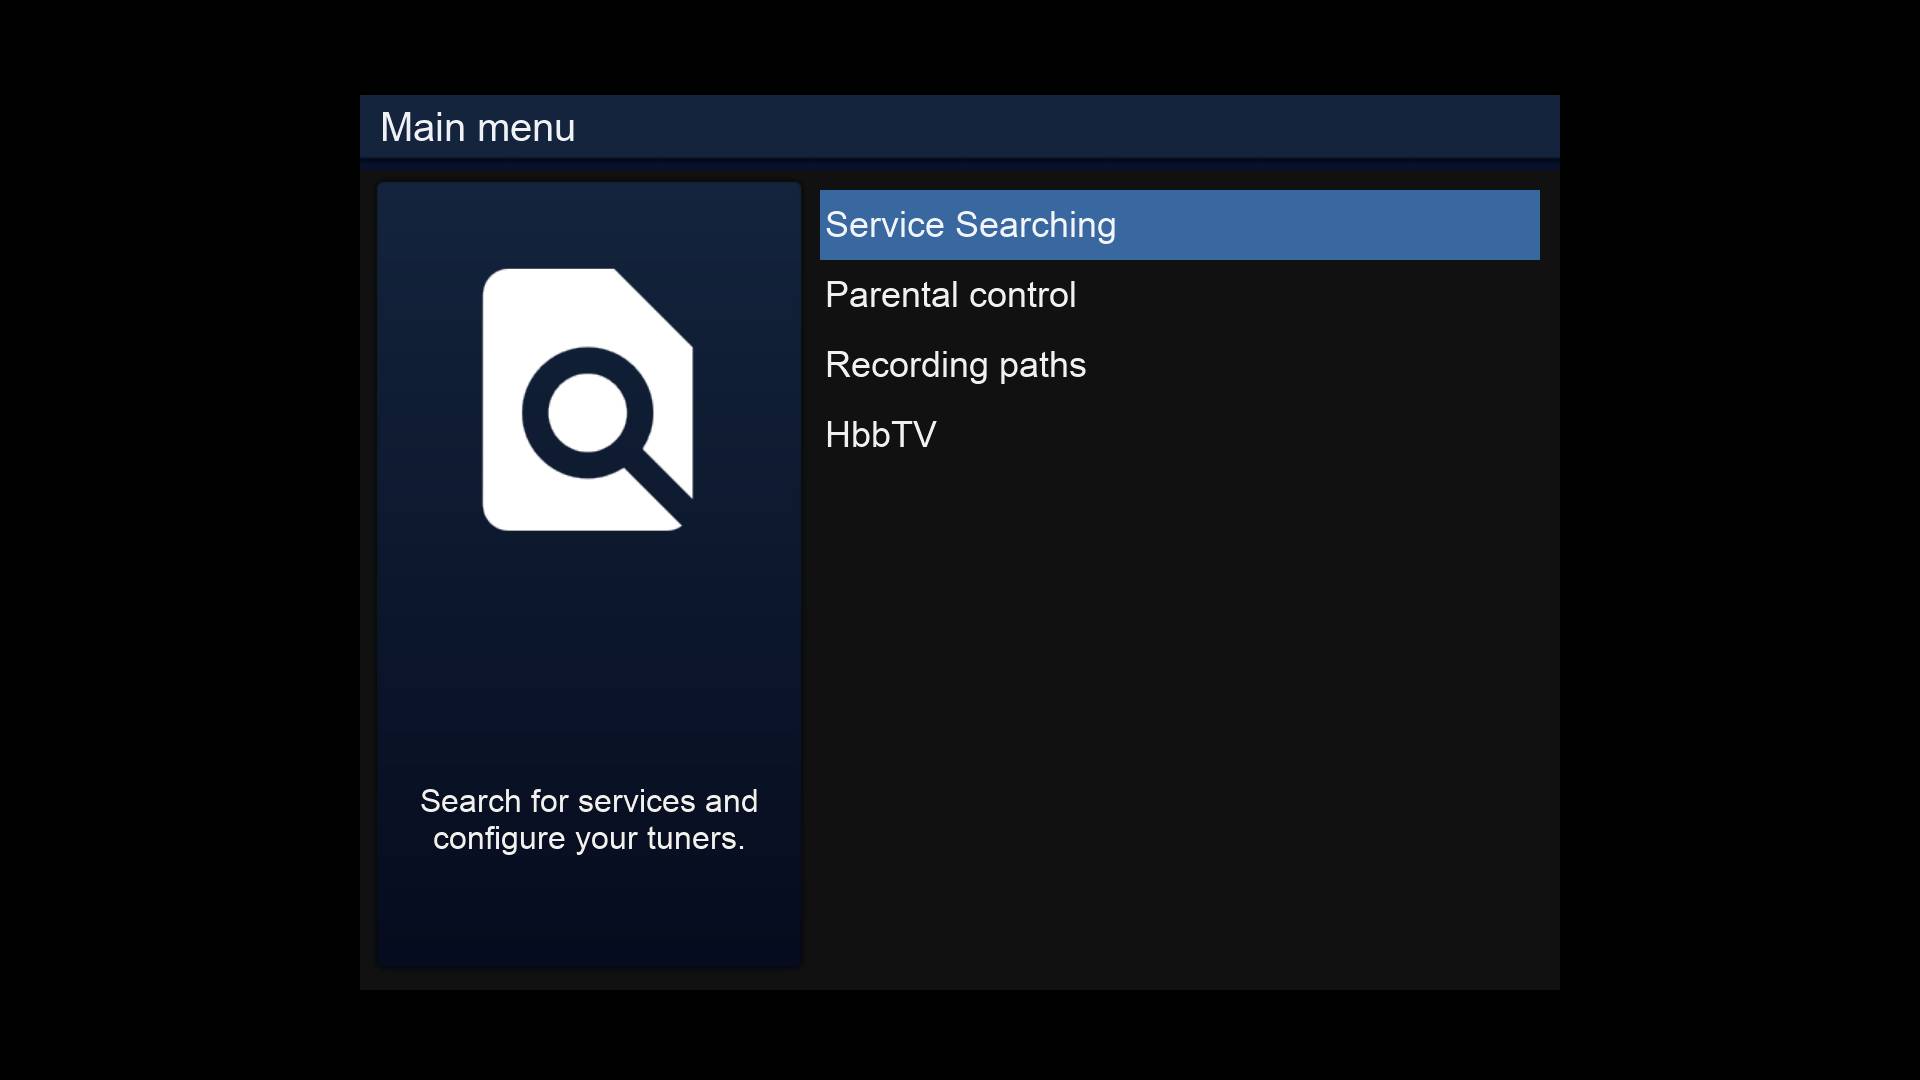 Main menu
Service Searching
Parental control
Recording paths
HbbTV
Search for services and
configure your tuners.